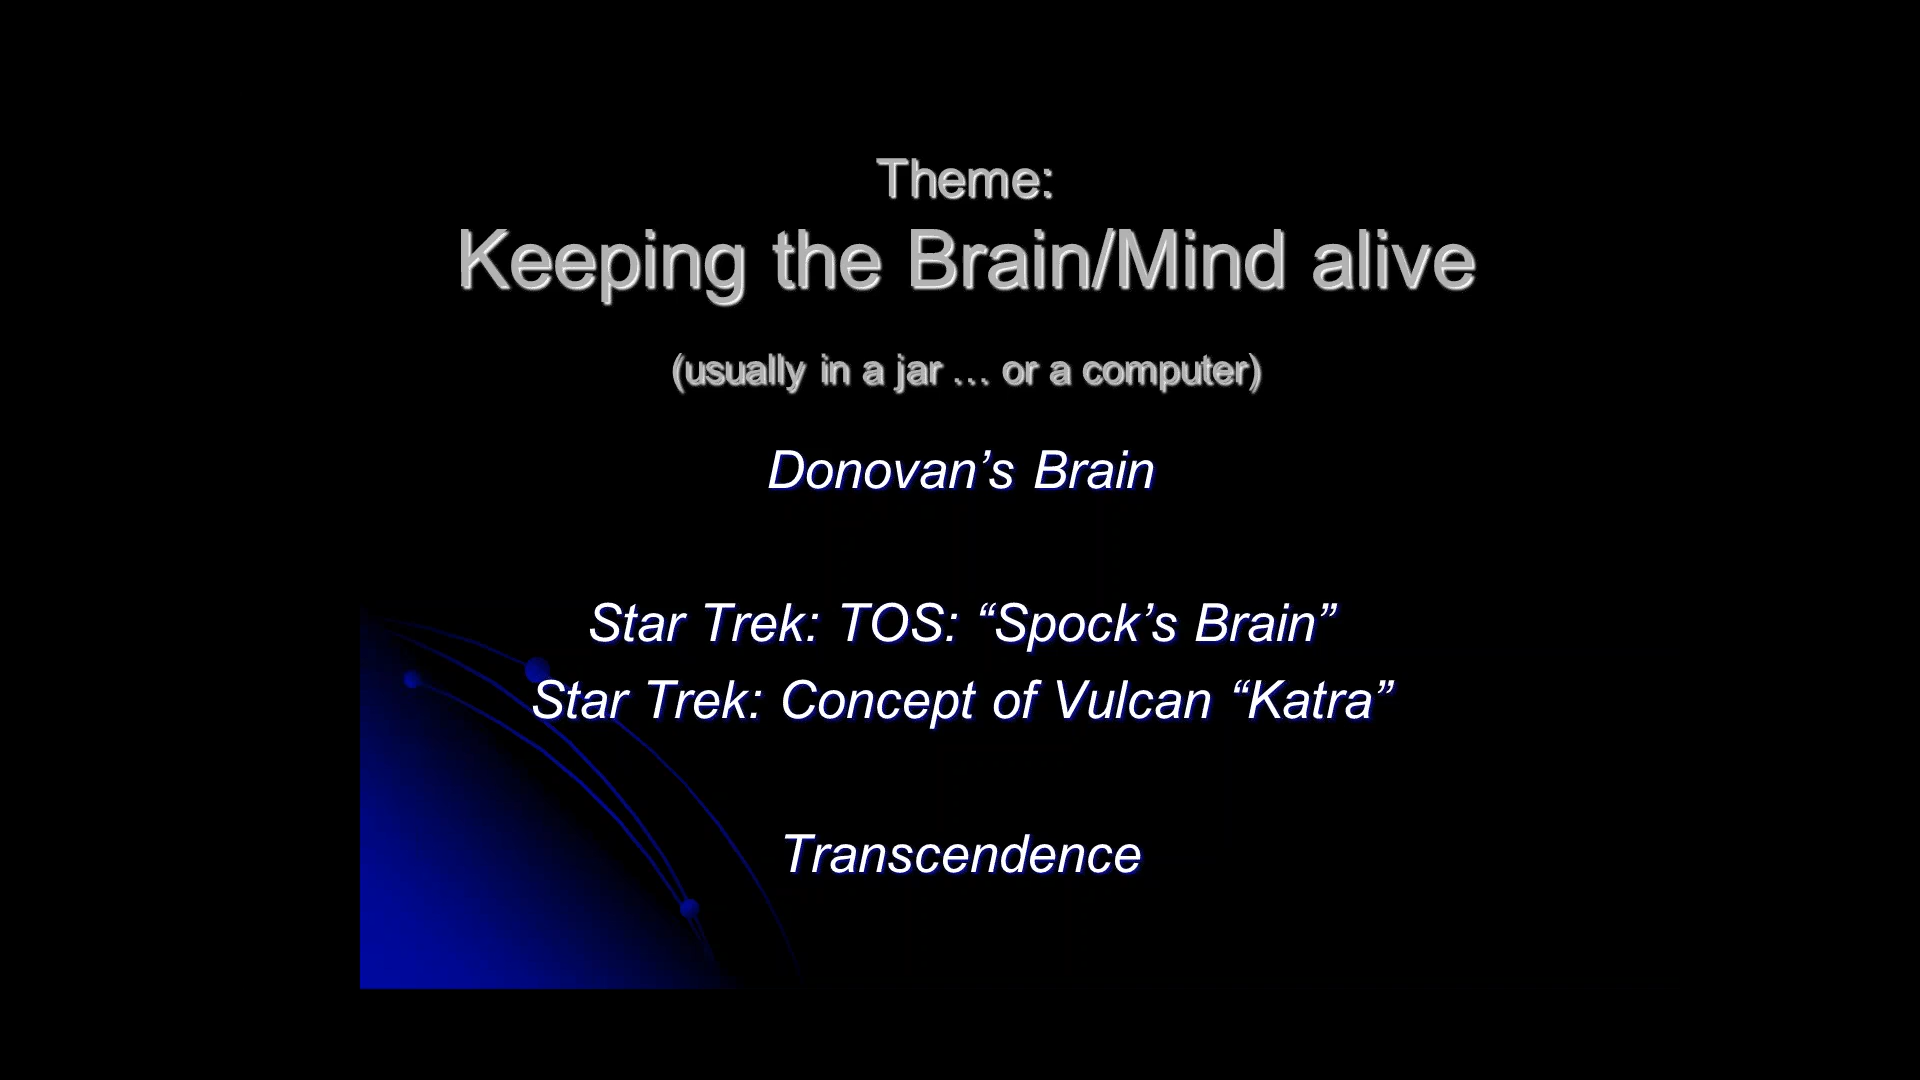 Theme:
Keeping the Brain/Mind alive
(usually in a jar … or a computer)
Donovan’s Brain
Star Trek: TOS: “Spock’s Brain”
Star Trek: Concept of Vulcan “Katra”
Transcendence